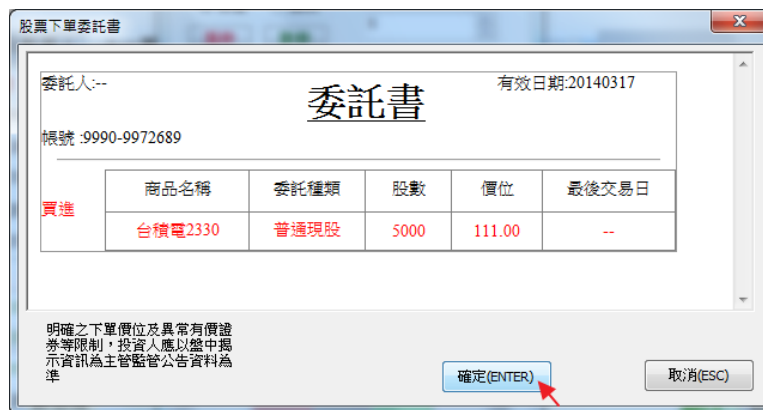 股票下單委託書
委託人:--
委託書
有效日期:20140317
帳號 :9990-9972689
買進
商品名稱 委託種類 股數 價位 最後交易日
台積電2330 普通現股 5000 111.00 --
明確之下單價位及異常有價證
券等限制，投資人應以盤中揭
示資訊為主管監管公告資料為
準
確定(ENTER)
取消(ESC)